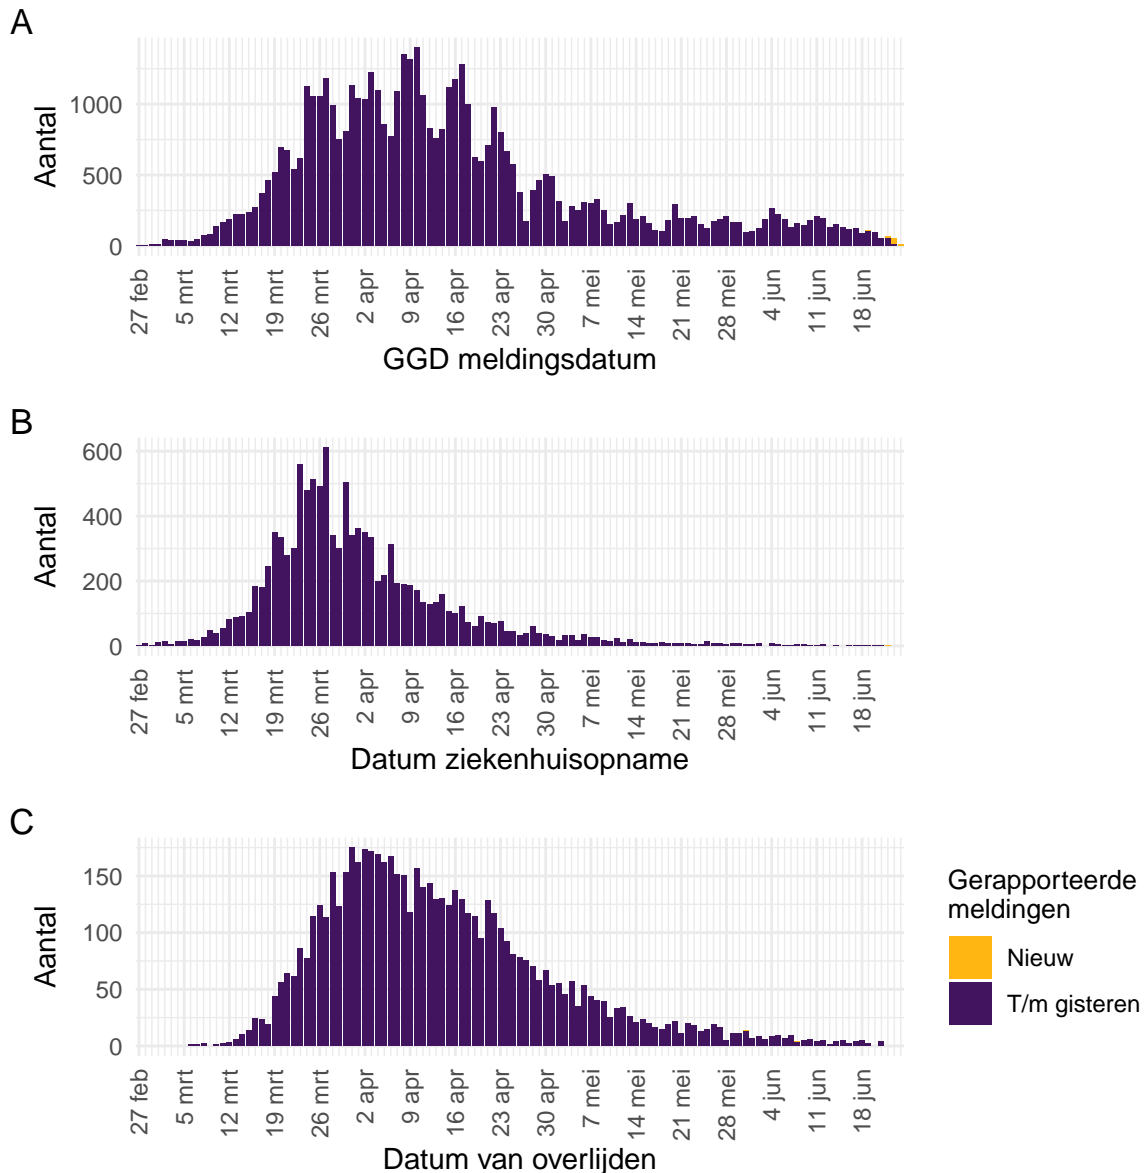 A
Aantal
1000
500
0
27 feb
5 mrt
12 mrt
19 mrt
26 mrt
2 apr
9 apr
16 apr
23 apr
30 apr
7 mei
14 mei
21 mei
28 mei
4 jun
11 jun
18 jun
GGD meldingsdatum
B
Aantal
600
400
200
0
27 feb
5 mrt
12 mrt
19 mrt
26 mrt
2 apr
9 apr
16 apr
23 apr
30 apr
7 mei
14 mei
21 mei
28 mei
4 jun
11 jun
18 jun
Datum ziekenhuisopname
C
Aantal
150
100
50
0
27 feb
5 mrt
12 mrt
19 mrt
26 mrt
2 apr
9 apr
16 apr
23 apr
30 apr
7 mei
14 mei
21 mei
28 mei
4 jun
11 jun
18 jun
Datum van overlijden
Gerapporteerde
meldingen
Nieuw
T/m gisteren